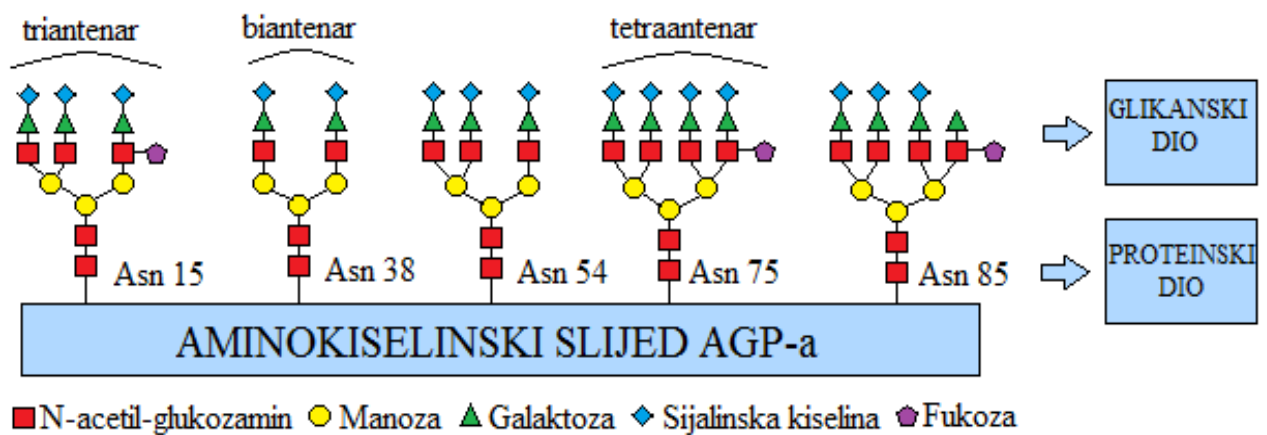 triantenar biantenar tetraantenar
GLIKANSKI
DIO
Asn 15 Asn 38 Asn 54 Asn 75 Asn 85
PROTEINSKI
DIO
AMINOKISELINSKI SLIJED AGP-a
N-acetil-glukozamin Manoza Galaktoza Sijalinska kiselina Fukoza